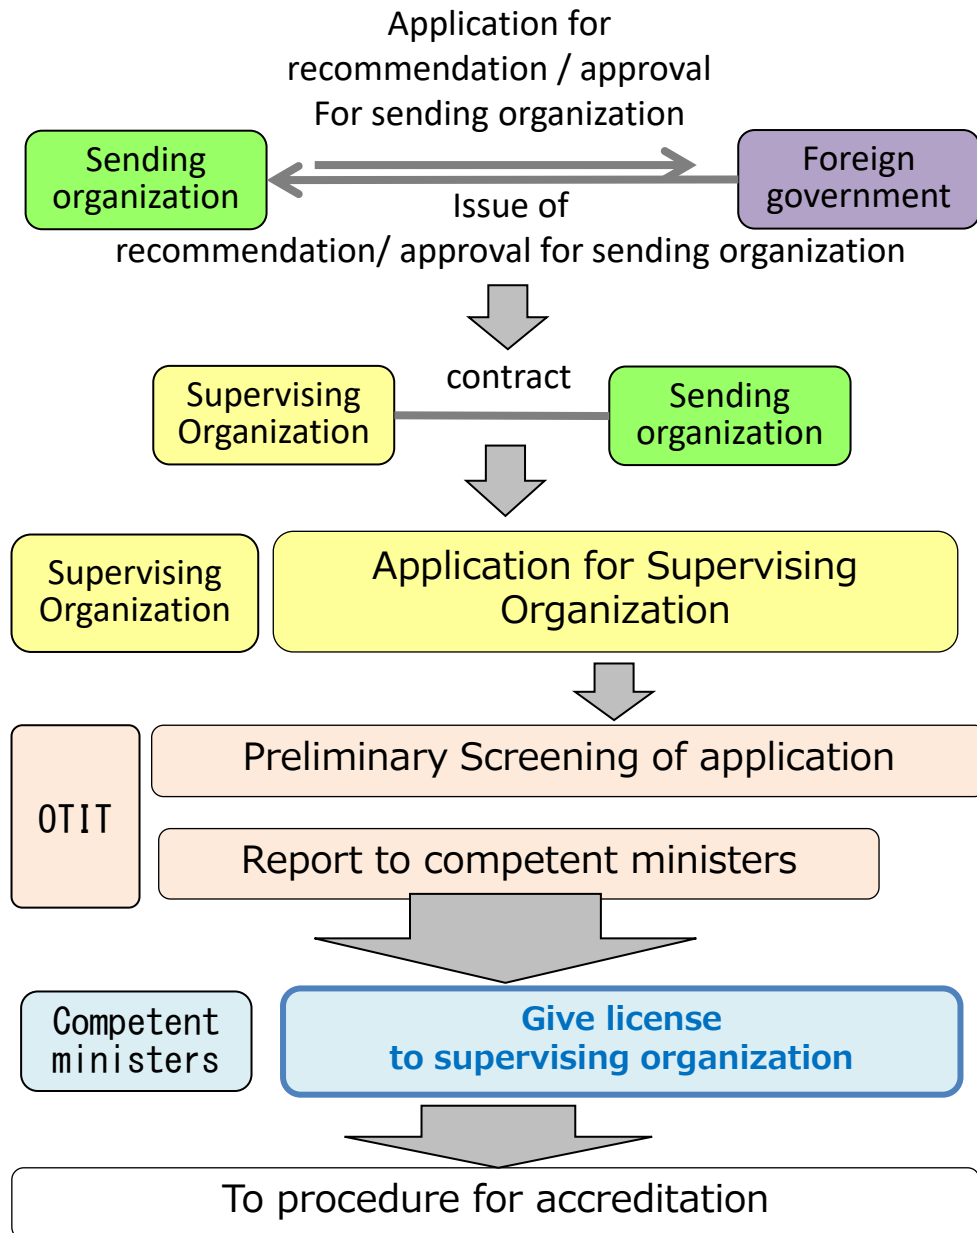 Application for
recommendation / approval
For sending organization
Sending
organization
Foreign
government
Issue of
recommendation/ approval for sending organization
Supervising
Organization
contract
Sending
organization
Supervising
Organization
Application for Supervising
Organization
OTIT
Preliminary Screening of application
Report to competent ministers
Competent
ministers
Give license
to supervising organization
To procedure for accreditation